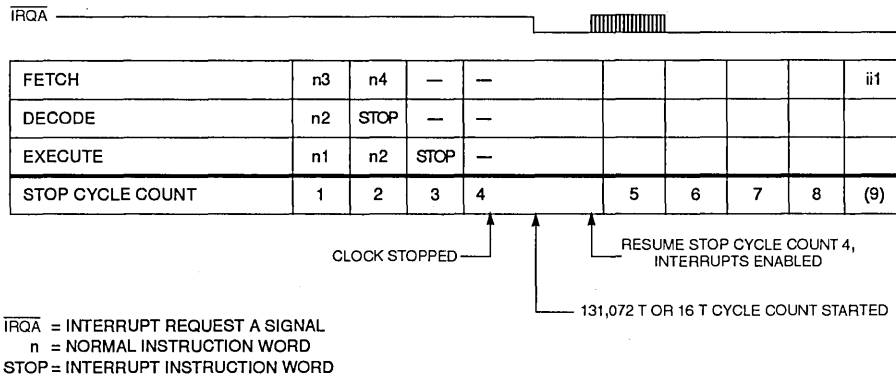 IRQA
FETCH n3 n4 — — ii1
DECODE n2 STOP — —
EXECUTE n1 n2 STOP —
STOP CYCLE COUNT 1 2 3 4 5 6 7 8 (9)
CLOCK STOPPED
RESUME STOP CYCLE COUNT 4,
INTERRUPTS ENABLED
131,072 T OR 16 T CYCLE COUNT STARTED
IRQA = INTERRUPT REQUEST A SIGNAL
n = NORMAL INSTRUCTION WORD
STOP = INTERRUPT INSTRUCTION WORD